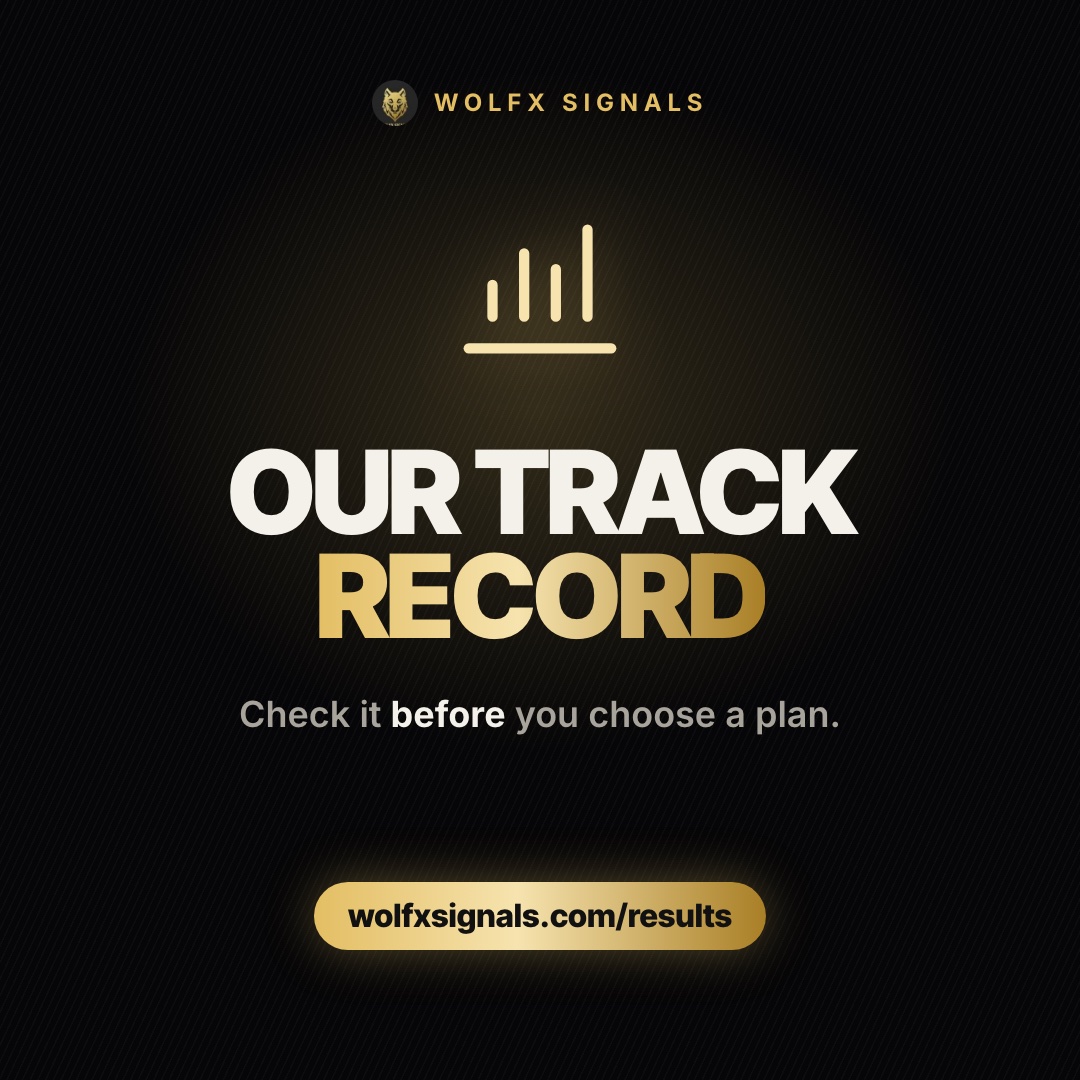 WOLFX SIGNALS
OUR TRACK
RECORD
Check it before you choose a plan.
wolfxsignals.com/results